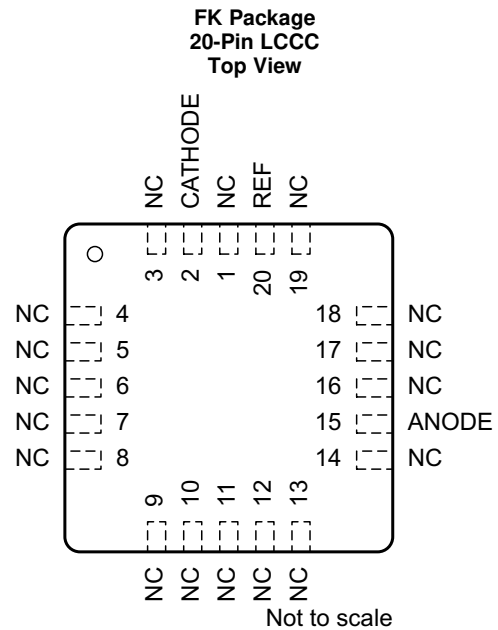 FK Package
20-Pin LCCC
Top View
NC CATHODE NC REF NC
3 2 1 20 19
NC 4 18 NC
NC 5 17 NC
NC 6 16 NC
NC 7 15 ANODE
NC 8 14 NC
9 10 11 12 13
NC NC NC NC NC
Not to scale